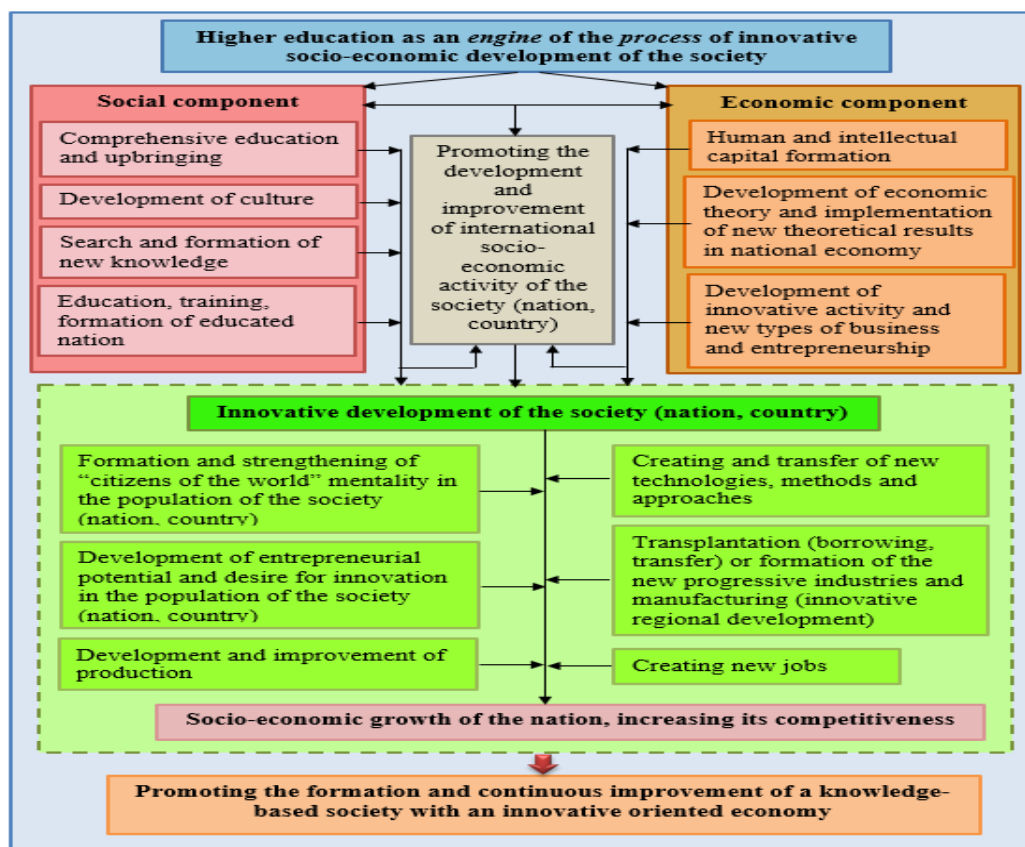 Higher education as an engine of the process of innovative
socio-economic development of the society
Social component
Comprehensive education
and upbringing
Development of culture
Search and formation of
new knowledge
Education, training,
formation of educated
nation
Promoting the
development
and
improvement
of international
socio-
economic
activity of the
society (nation,
country)
Economic component
Human and intellectual
capital formation
Development of economic
theory and implementation
of new theoretical results
in national economy
Development of
innovative activity and
new types of business
and entrepreneurship
Innovative development of the society (nation, country)
Formation and strengthening of
“citizens of the world” mentality in
the population of the society
(nation, country)
Development of entrepreneurial
potential and desire for innovation
in the population of the society
(nation, country)
Development and improvement of
production
Creating and transfer of new
technologies, methods and
approaches
Transplantation (borrowing,
transfer) or formation of the
new progressive industries and
manufacturing (innovative
regional development)
Creating new jobs
Socio-economic growth of the nation, increasing its competitiveness
Promoting the formation and continuous improvement of a knowledge-
based society with an innovative oriented economy